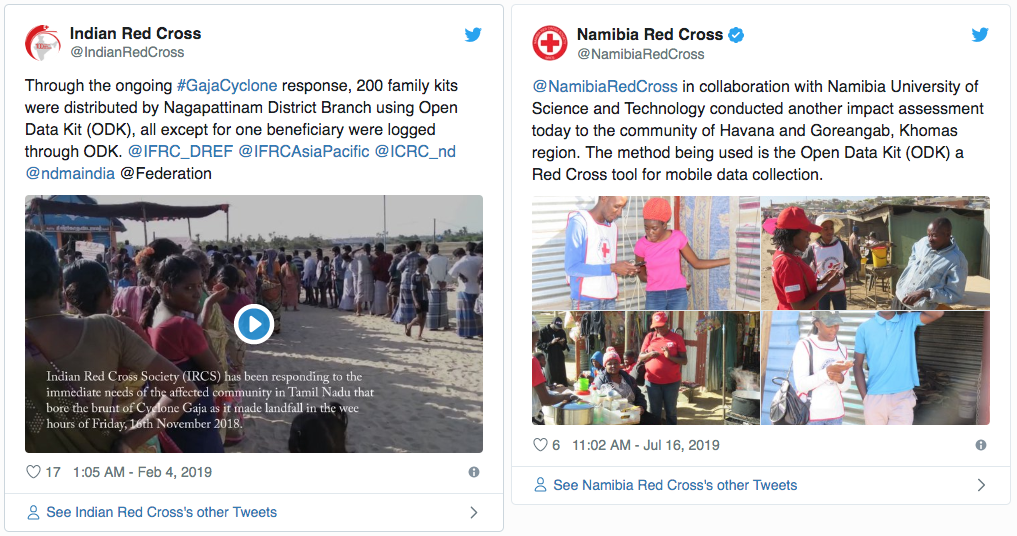 Indian Red Cross
@IndianRedCross
Through the ongoing #GajaCyclone response, 200 family kits
were distributed by Nagapattinam District Branch using Open
Data Kit (ODK), all except for one beneficiary were logged
through ODK. @IFRC_DREF @IFRCAsiaPacific @ICRC_nd
@ndmaindia @Federation
Indian Red Cross Society (IRCS) has been responding to the
immediate needs of the affected community in Tamil Nadu that
bore the brunt of Cyclone Gaja as it made landfall in the wee
hours of Friday, 16th November 2018.
17 1:05 AM - Feb 4, 2019
See Indian Red Cross's other Tweets
Namibia Red Cross
@NamibiaRedCross
@NamibiaRedCross in collaboration with Namibia University of
Science and Technology conducted another impact assessment
today to the community of Havana and Goreangab, Khomas
region. The method being used is the Open Data Kit (ODK) a
Red Cross tool for mobile data collection.
6 11:02 AM - Jul 16, 2019
See Namibia Red Cross's other Tweets